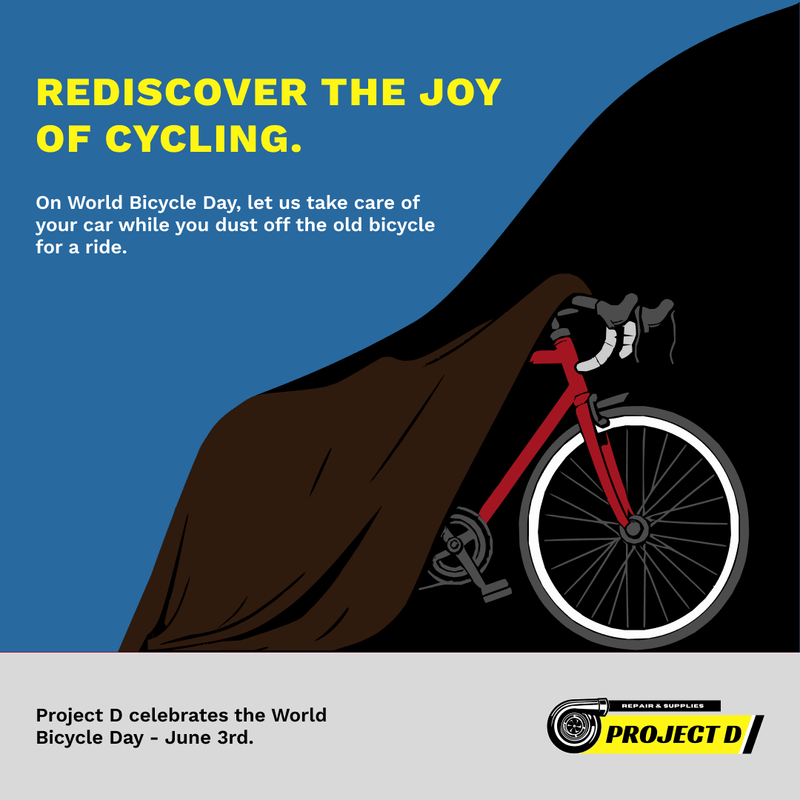 REDISCOVER THE JOY
OF CYCLING.
On World Bicycle Day, let us take care of
your car while you dust off the old bicycle
for a ride.
Project D celebrates the World
Bicycle Day - June 3rd.
REPAIR & SUPPLIES
PROJECT D